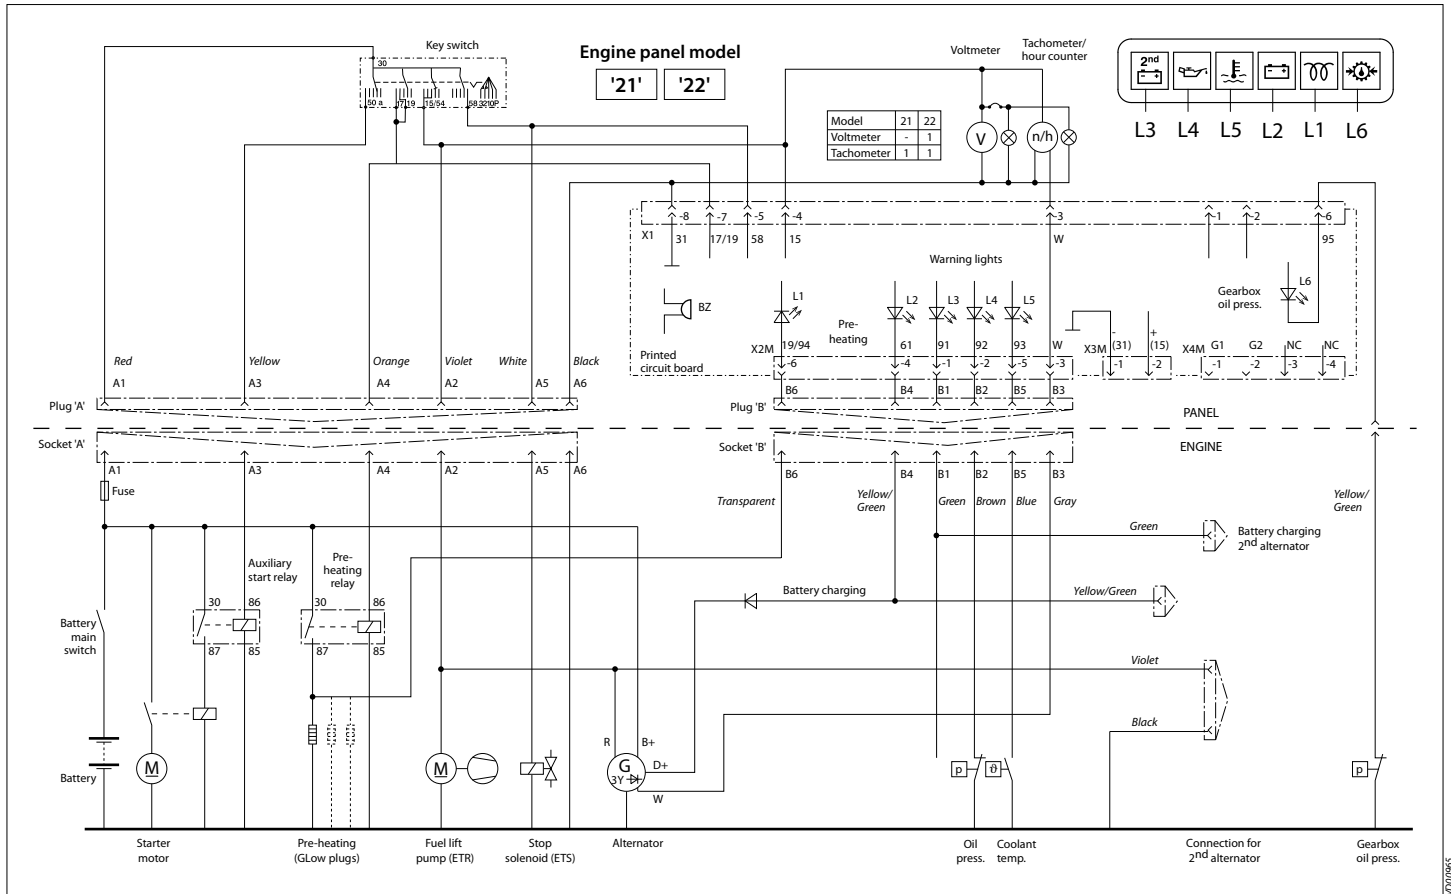 Key switch
30
50 a 17 19 15/54 58 3 2 1 0 P
Engine panel model
'21' '22'
Voltmeter
Tachometer/
hour counter
Model 21 22
Voltmeter - 1
Tachometer 1 1
V
n/h
2nd
L3 L4 L5 L2 L1 L6
-8 -7 -5 -4 -3 -1 -2 -6
X1 31 17/19 58 15 W 95
Warning lights
BZ
L1
L2 L3 L4 L5
L6
Gearbox
oil press.
Pre-
heating
Printed
circuit board
X2M 19/94 61 91 92 93 W
-6 -4 -1 -2 -5 -3
X3M - (31) + (15)
-1 -2
X4M G1 G2 NC NC
-1 -2 -3 -4
Red Yellow Orange Violet White Black
A1 A3 A4 A2 A5 A6
B6 B4 B1 B2 B5 B3
Plug 'A'
Plug 'B'
PANEL
Socket 'A'
Socket 'B'
ENGINE
A1 A3 A4 A2 A5 A6
B6 B4 B1 B2 B5 B3
Fuse
Transparent
Yellow/
Green
Green Brown Blue Gray
Yellow/
Green
Green
Battery charging
2nd alternator
Auxiliary
start relay
Pre-
heating
relay
30 86
87 85
30 86
87 85
Battery charging
Yellow/Green
Battery
main
switch
Violet
Black
R B+
G
3Y
D+
W
M
M
p
ϑ
p
Battery
Starter
motor
Pre-heating
(GLow plugs)
Fuel lift
pump (ETR)
Stop
solenoid (ETS)
Alternator
Oil
press.
Coolant
temp.
Connection for
2nd alternator
Gearbox
oil press.